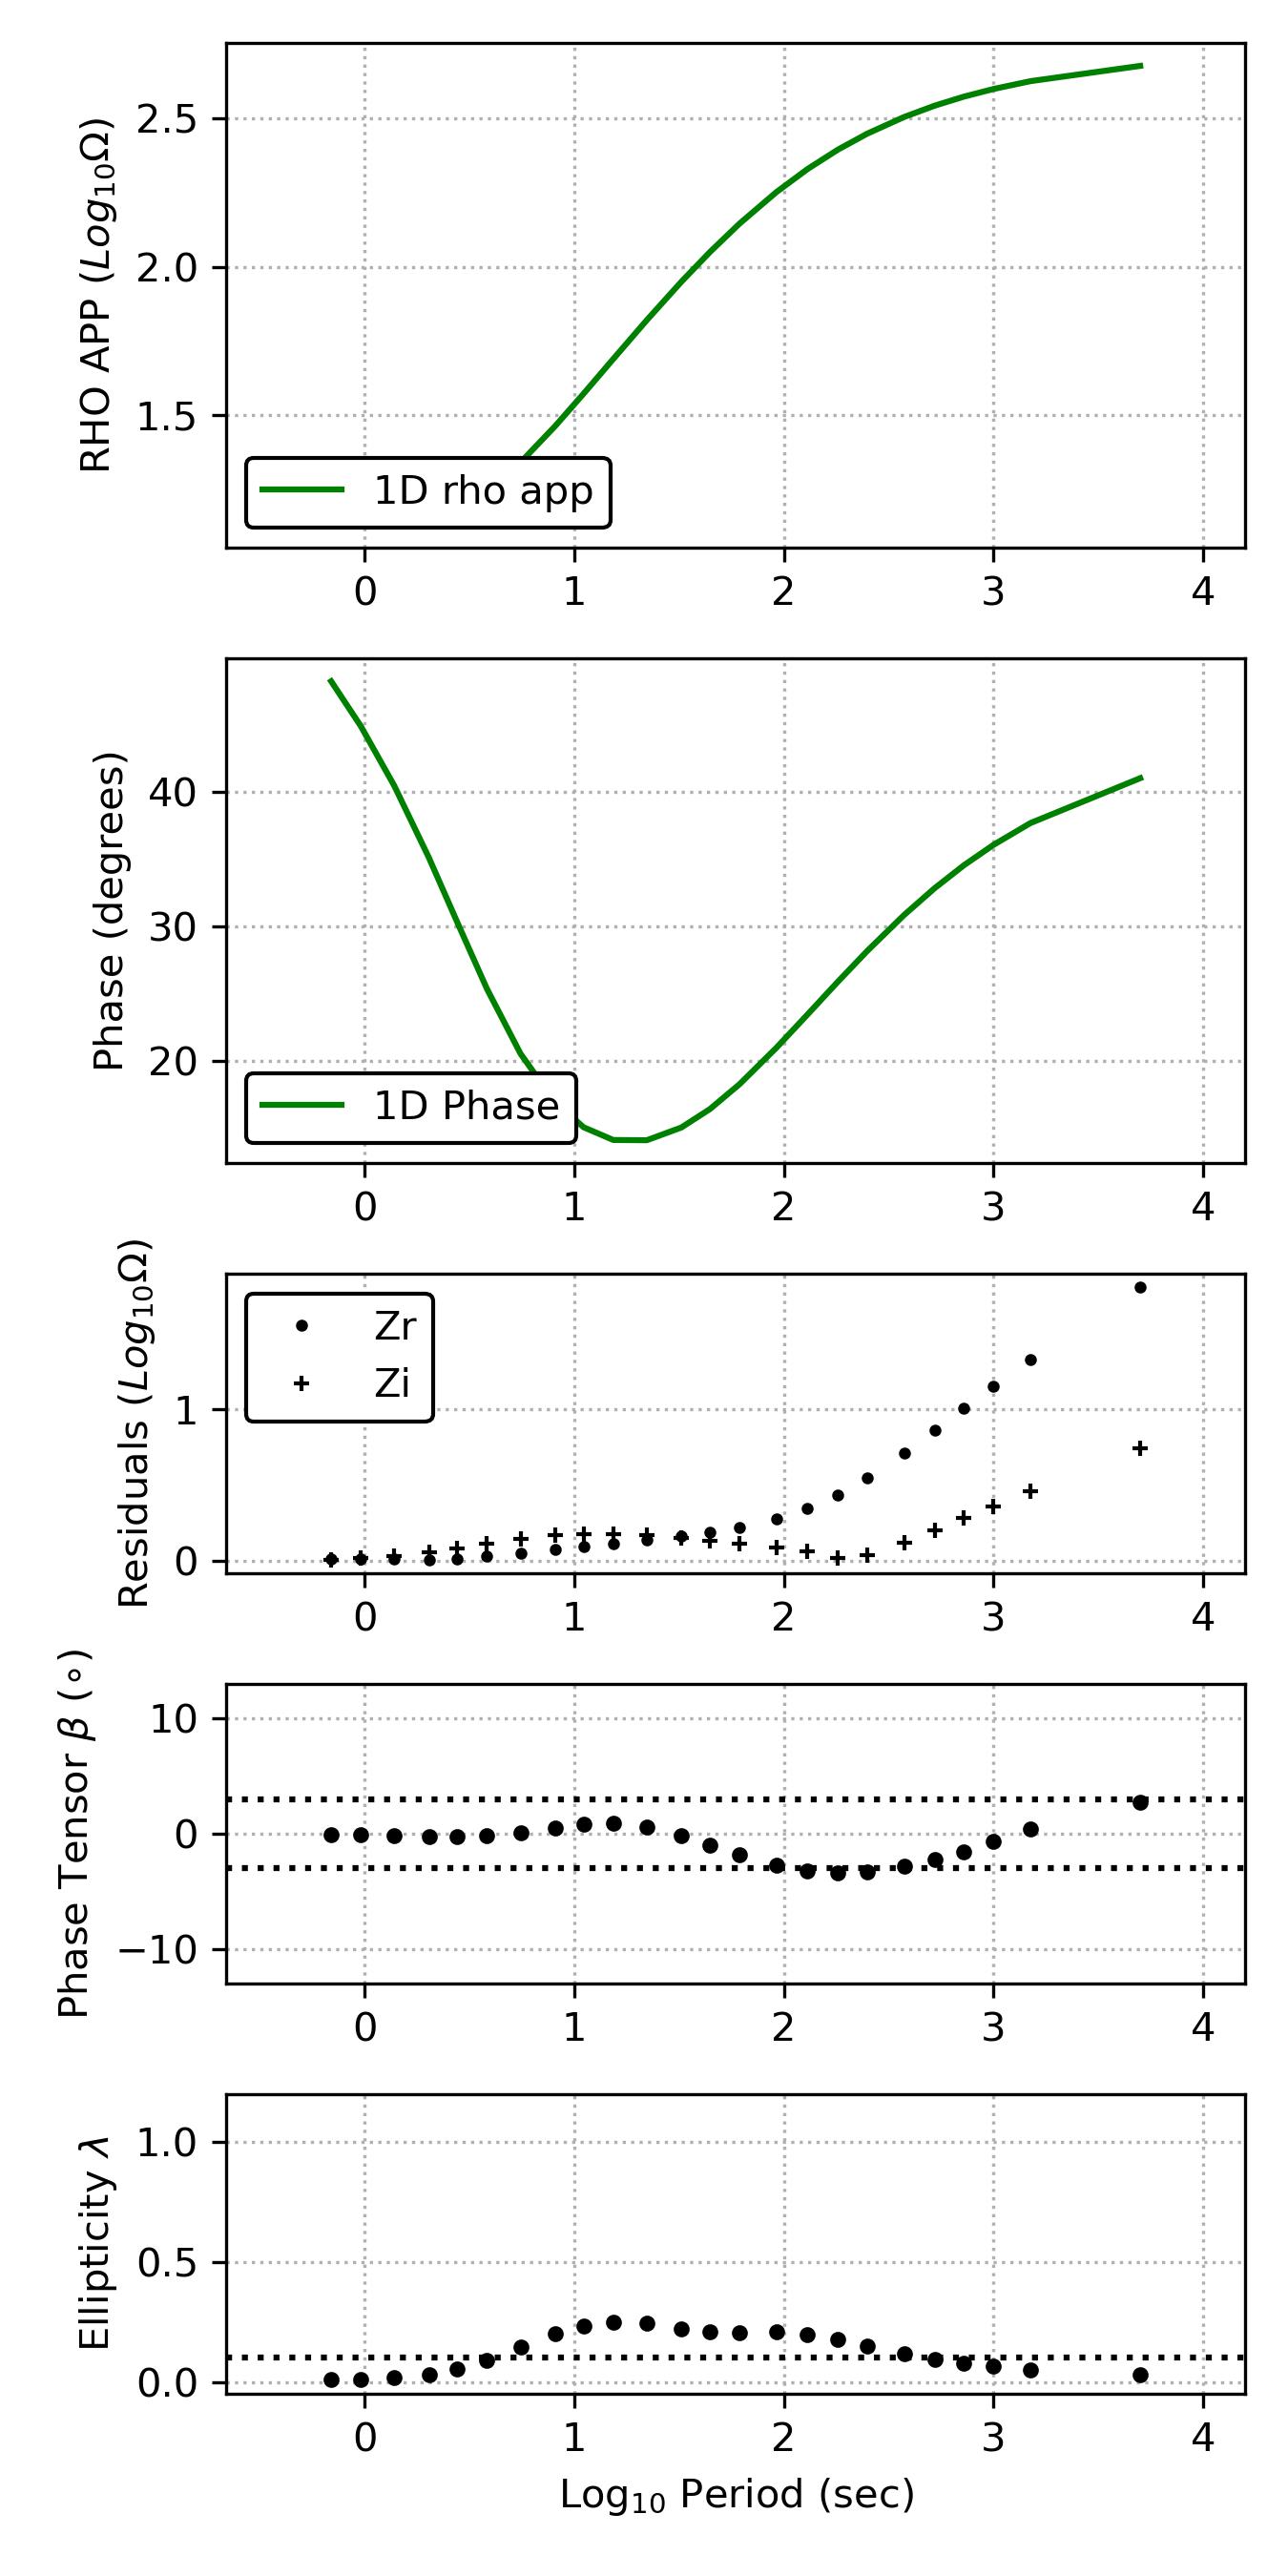 RHO APP (Log₁₀Ω)
2.5
2.0
1.5
1D rho app
0 1 2 3 4
Phase (degrees)
40
30
20
1D Phase
0 1 2 3 4
Residuals (Log₁₀Ω)
Zr
Zi
1
0
0 1 2 3 4
Phase Tensor β (∘)
10
0
−10
0 1 2 3 4
Ellipticity λ
1.0
0.5
0.0
0 1 2 3 4
Log₁₀ Period (sec)